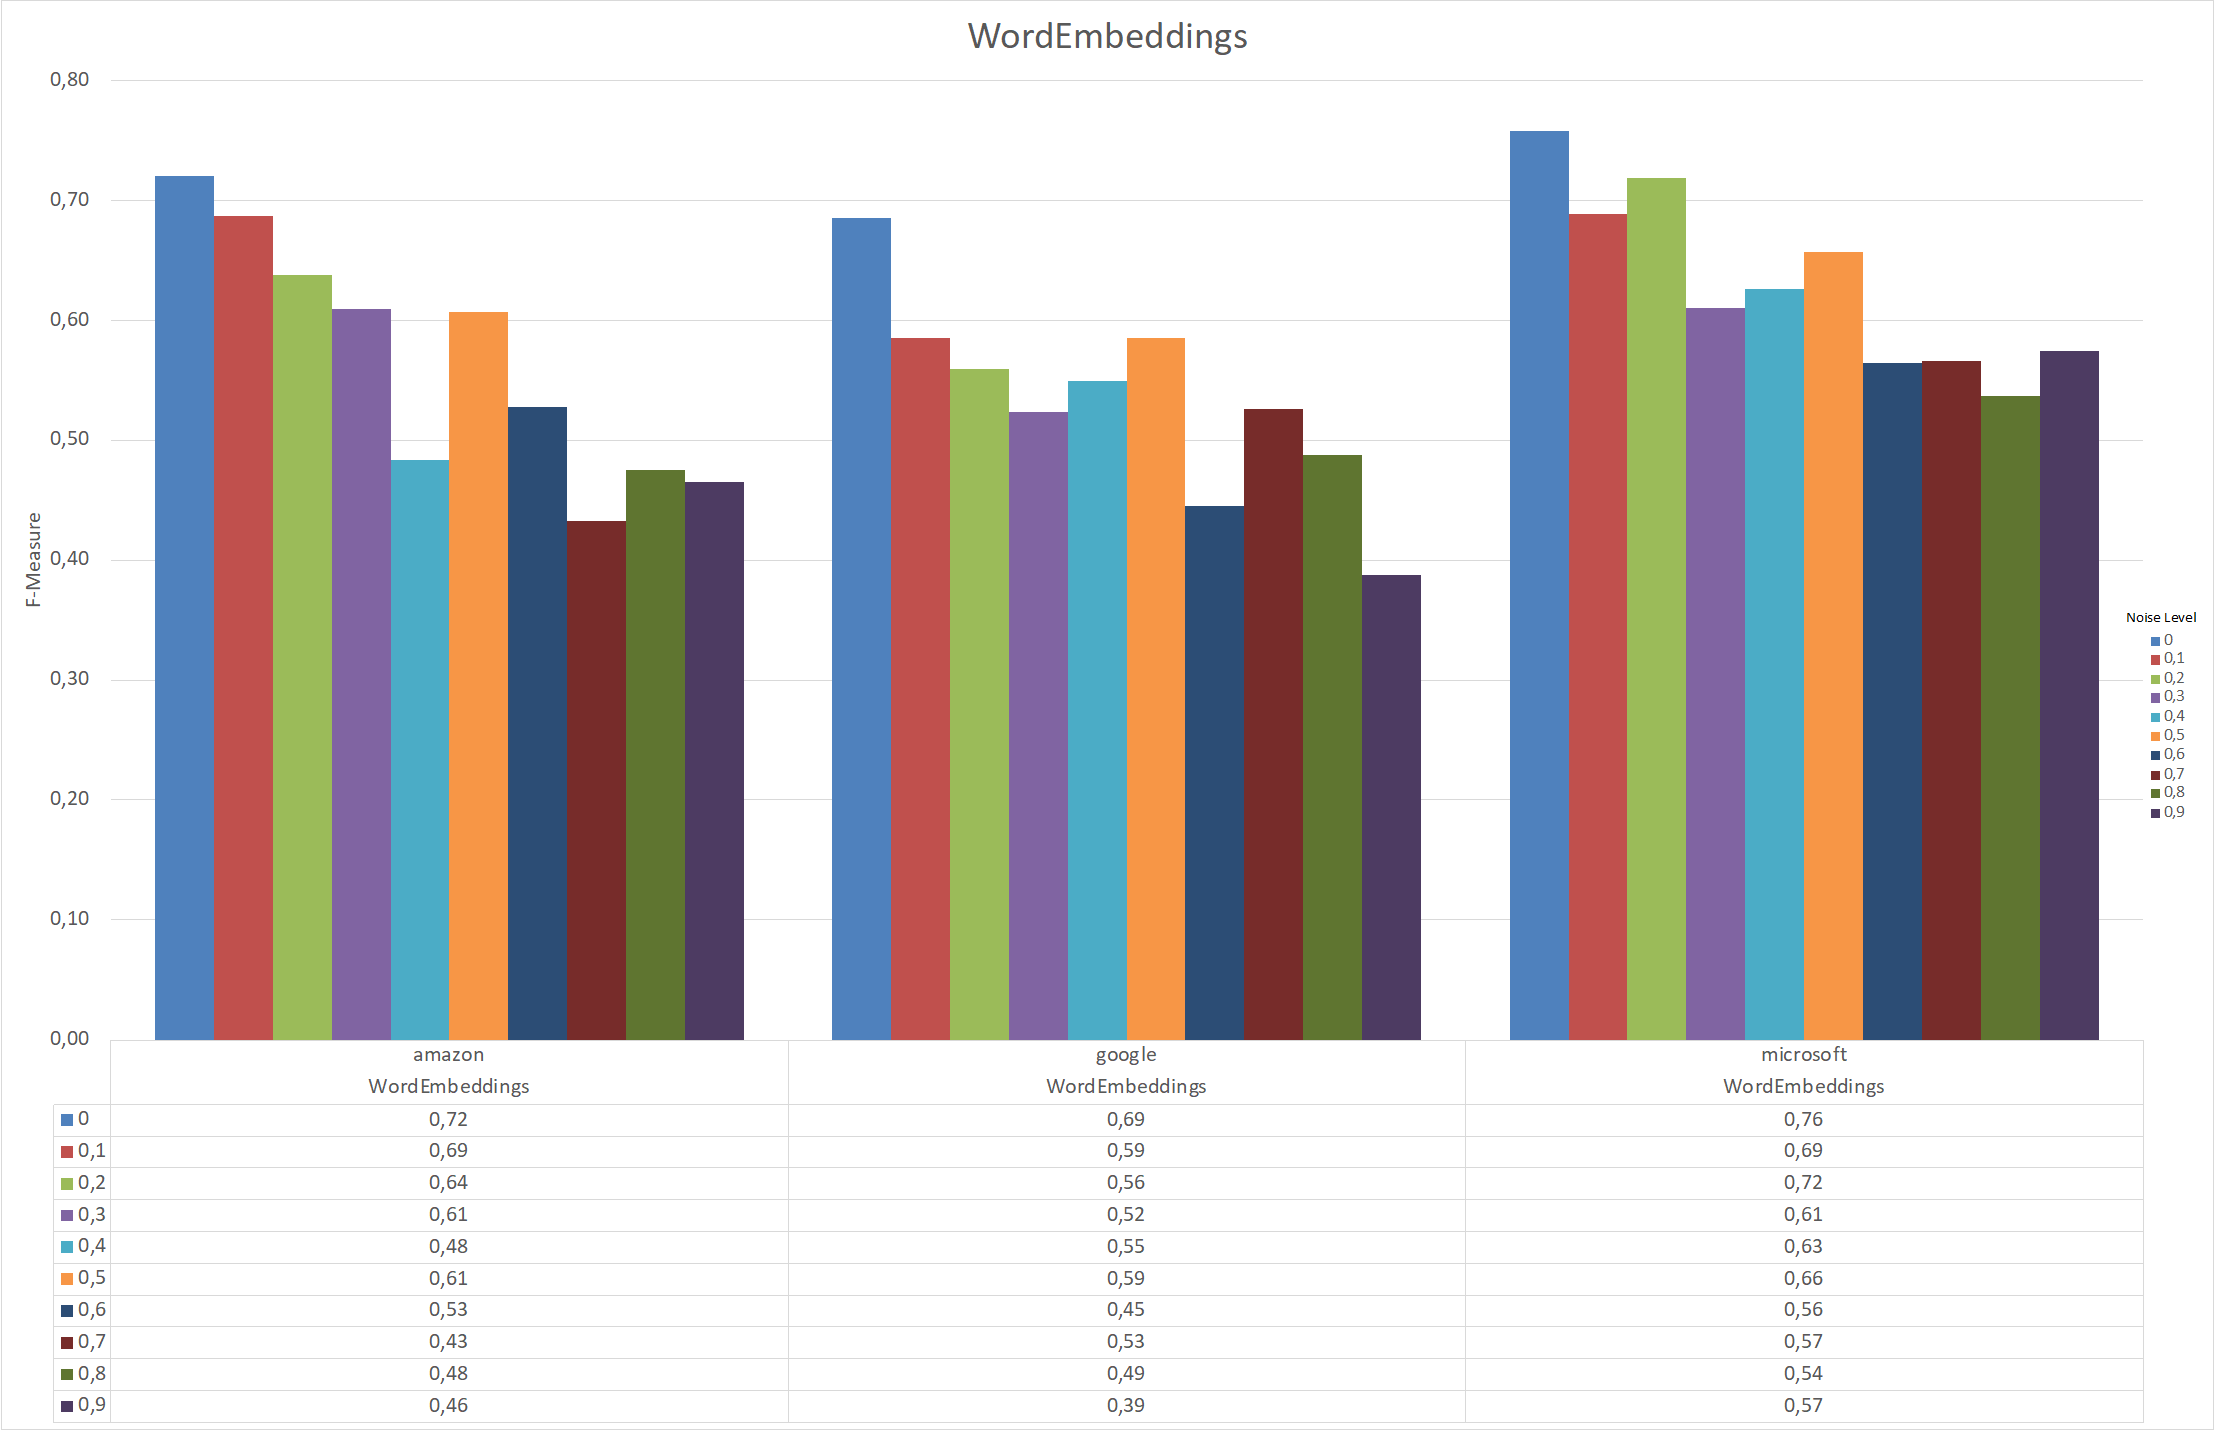 WordEmbeddings
0,80
0,70
0,60
0,50
0,40
0,30
0,20
0,10
0,00
F-Measure
Noise Level
0
0,1
0,2
0,3
0,4
0,5
0,6
0,7
0,8
0,9
amazon google microsoft
WordEmbeddings WordEmbeddings WordEmbeddings
0 0,72 0,69 0,76
0,1 0,69 0,59 0,69
0,2 0,64 0,56 0,72
0,3 0,61 0,52 0,61
0,4 0,48 0,55 0,63
0,5 0,61 0,59 0,66
0,6 0,53 0,45 0,56
0,7 0,43 0,53 0,57
0,8 0,48 0,49 0,54
0,9 0,46 0,39 0,57